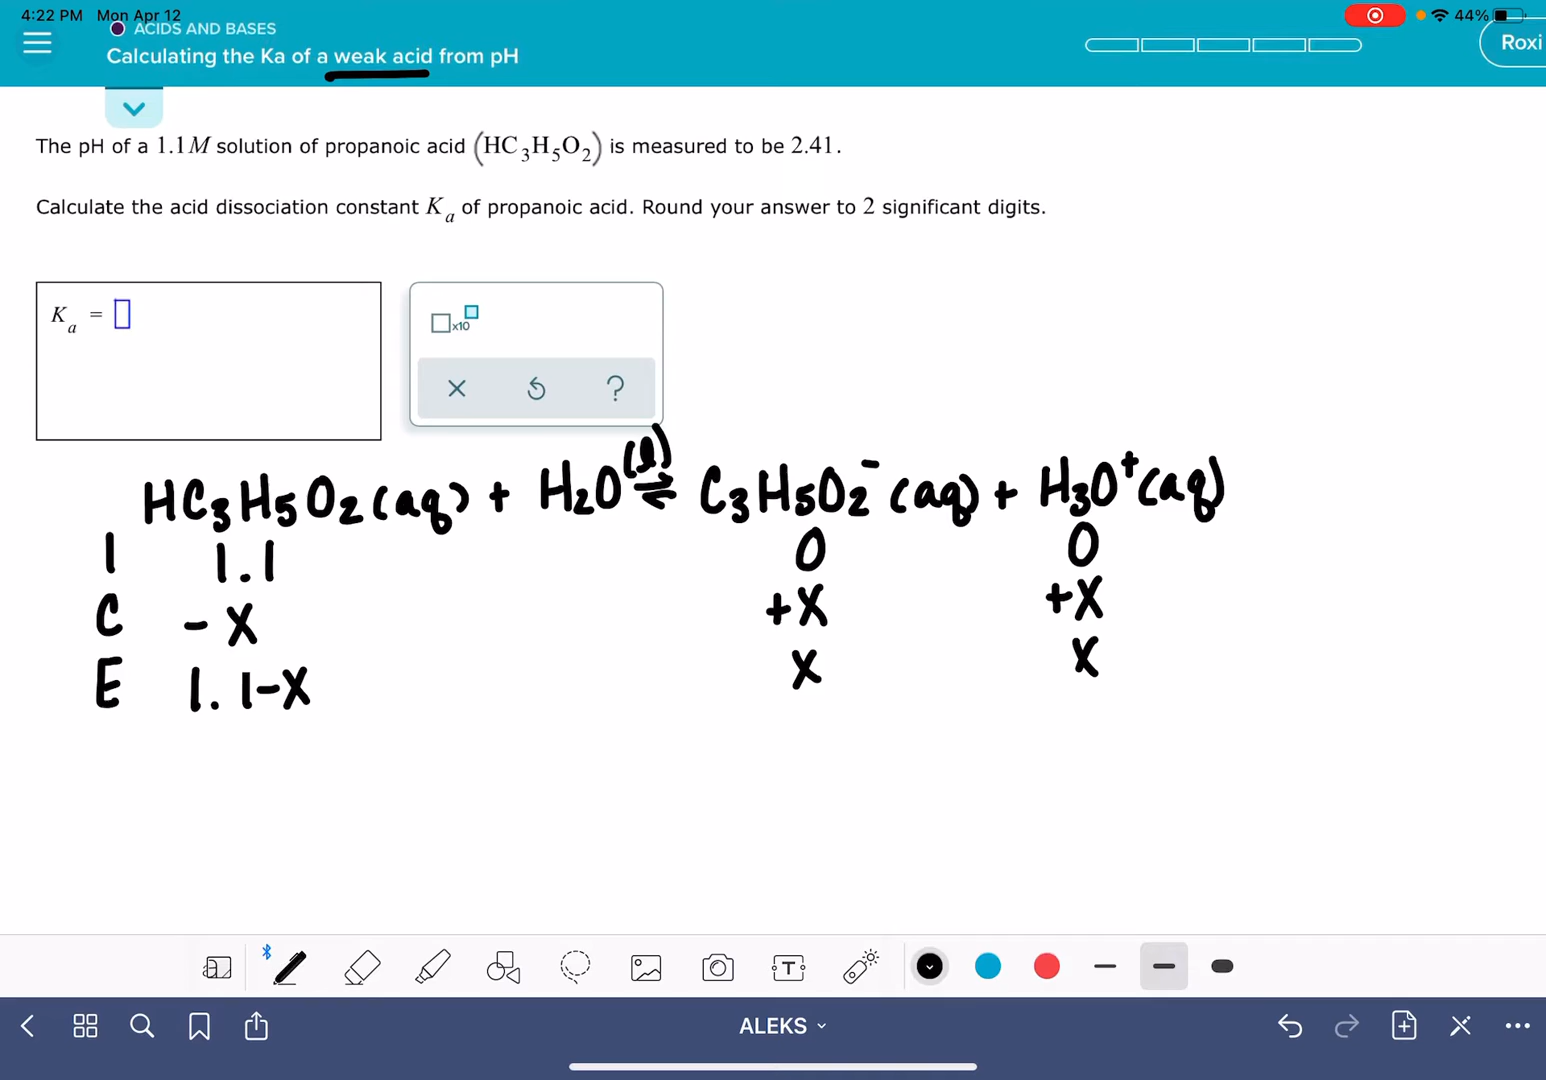 4:22 PM Mon Apr 12
44%
ACIDS AND BASES
Calculating the Ka of a weak acid from pH
Roxi
The pH of a 1.1 M solution of propanoic acid (HC₃H₅O₂) is measured to be 2.41.
Calculate the acid dissociation constant Kₐ of propanoic acid. Round your answer to 2 significant digits.
Kₐ = 
x10
?
HC₃H₅O₂ (aq) + H₂O (l) ⇌ C₃H₅O₂⁻ (aq) + H₃O⁺ (aq)
I 1.1 0 0
C -x +x +x
E 1.1-x x x
a
T
ALEKS